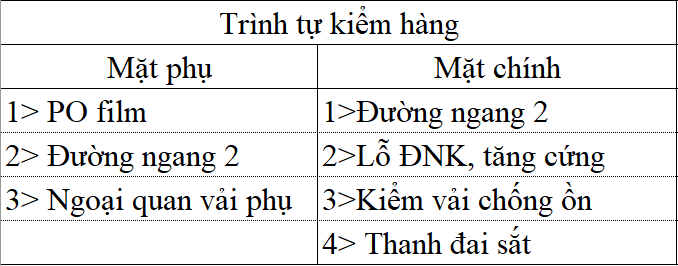 Trình tự kiểm hàng
Mặt phụ Mặt chính
1> PO film 1>Đường ngang 2
2> Đường ngang 2 2>Lỗ ĐNK, tăng cứng
3> Ngoại quan vải phụ 3>Kiểm vải chống ồn
4> Thanh đai sắt